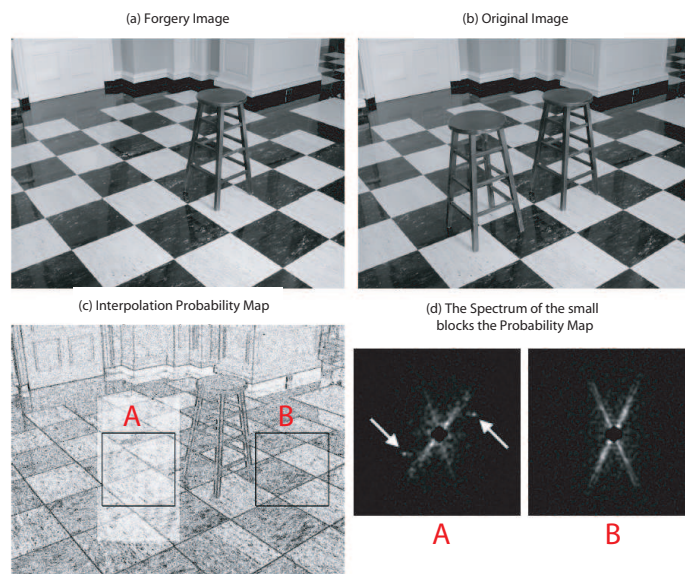 (a) Forgery Image
(b) Original Image
(c) Interpolation Probability Map
(d) The Spectrum of the small
blocks the Probability Map
A
B
A
B